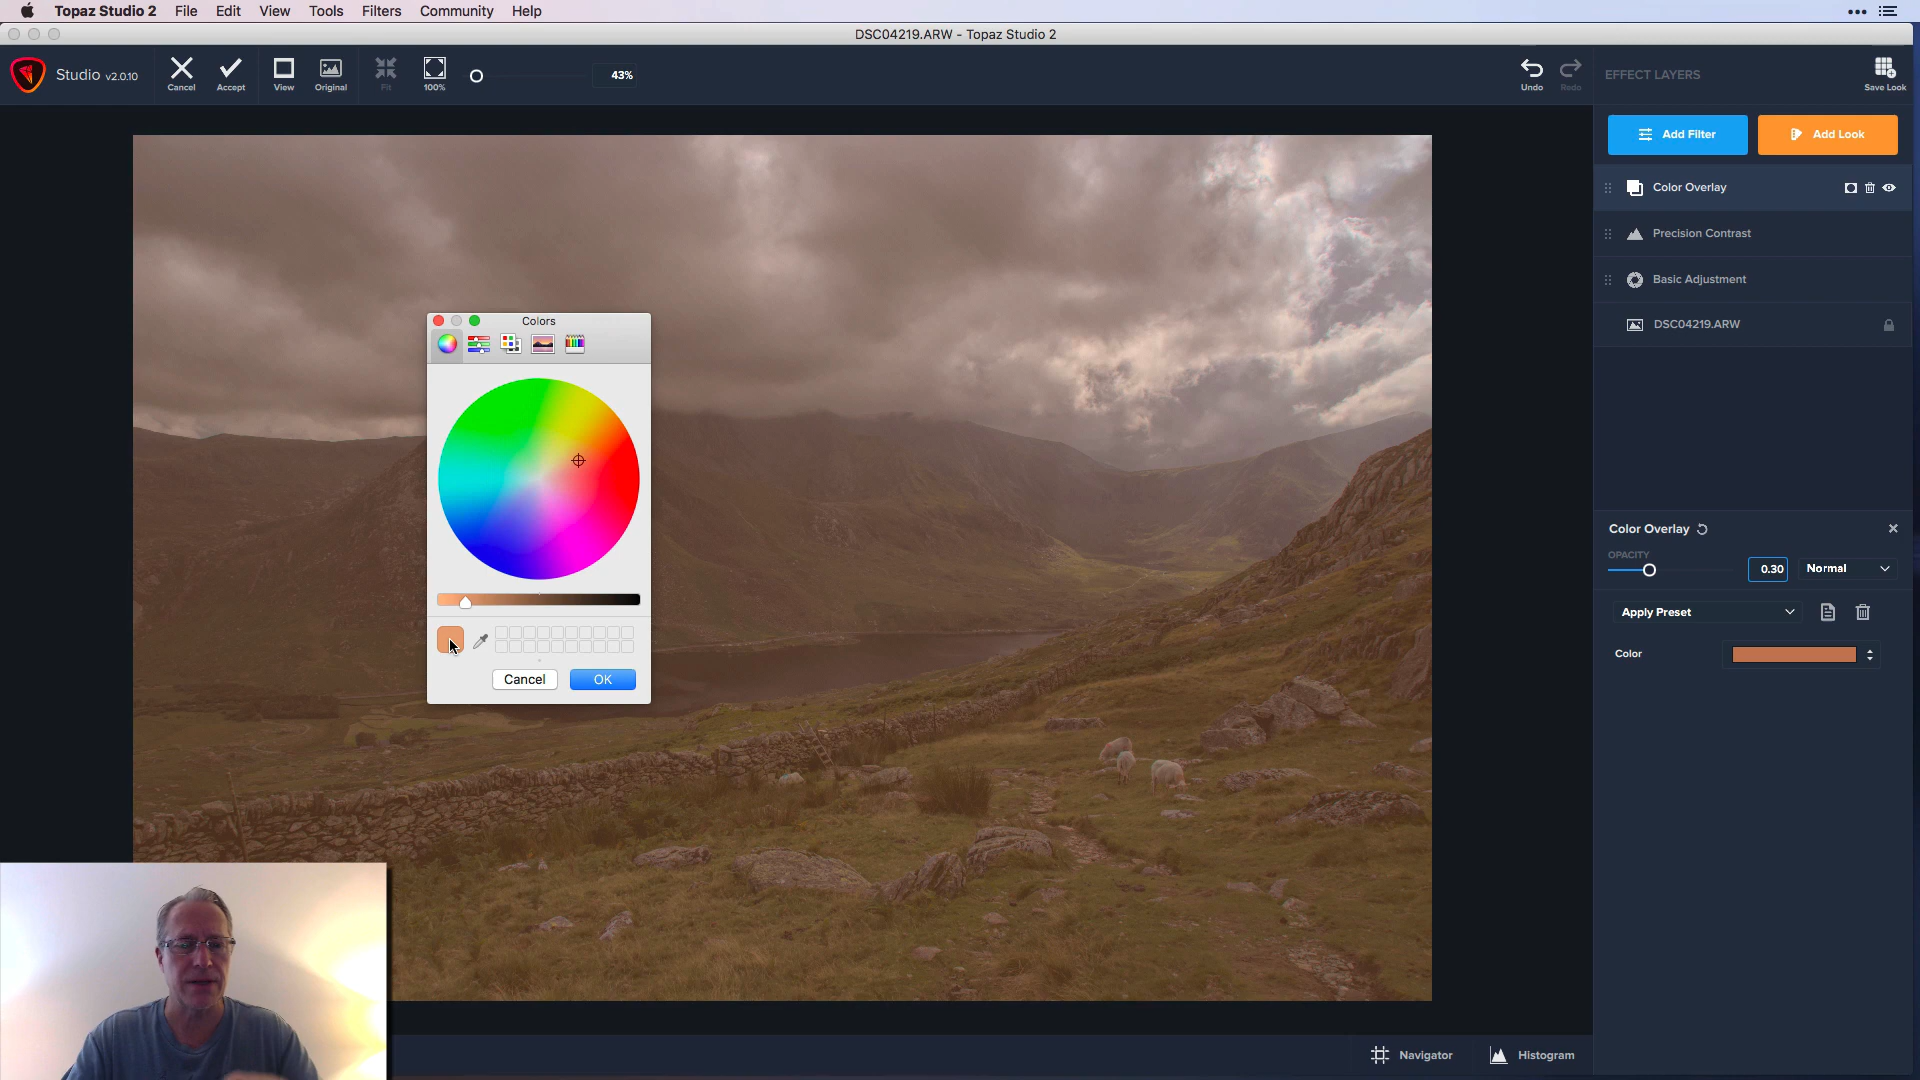 Topaz Studio 2 File Edit View Tools Filters Community Help
DSC04219.ARW - Topaz Studio 2
Studio v2.0.10
Cancel
Accept
View
Original
Fit
100%
43%
Undo
Redo
EFFECT LAYERS
Save Look
Add Filter
Add Look
Color Overlay
Precision Contrast
Basic Adjustment
DSC04219.ARW
Colors
Cancel
OK
Color Overlay
OPACITY
0.30
Normal
Apply Preset
Color
Navigator
Histogram